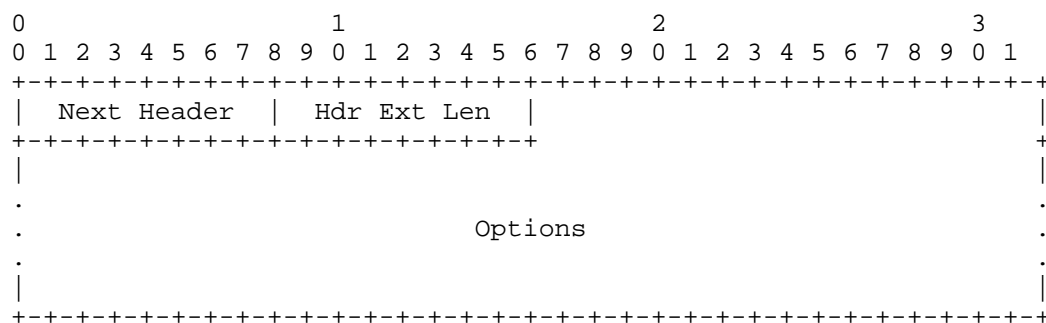 0                   1                   2                   3
0 1 2 3 4 5 6 7 8 9 0 1 2 3 4 5 6 7 8 9 0 1 2 3 4 5 6 7 8 9 0 1
+-+-+-+-+-+-+-+-+-+-+-+-+-+-+-+-+-+-+-+-+-+-+-+-+-+-+-+-+-+-+-+-+
|  Next Header  |  Hdr Ext Len  |                               |
+-+-+-+-+-+-+-+-+-+-+-+-+-+-+-+-+                               +
|                                                               |
.                                                               .
.                            Options                            .
.                                                               .
|                                                               |
+-+-+-+-+-+-+-+-+-+-+-+-+-+-+-+-+-+-+-+-+-+-+-+-+-+-+-+-+-+-+-+-+